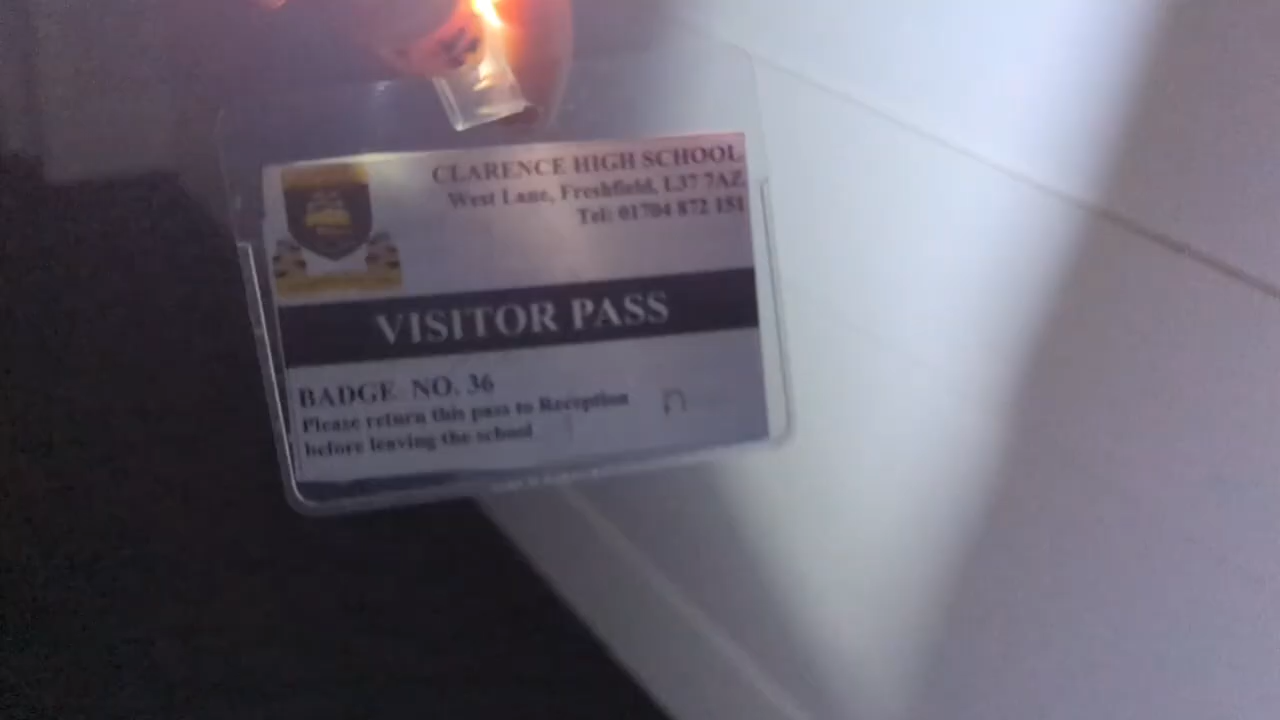 CLARENCE HIGH SCHOOL
West Lane, Freshfield, L37 7AZ.
Tel: 01704 872 151
VISITOR PASS
BADGE NO. 36
Please return this pass to Reception
before leaving the school